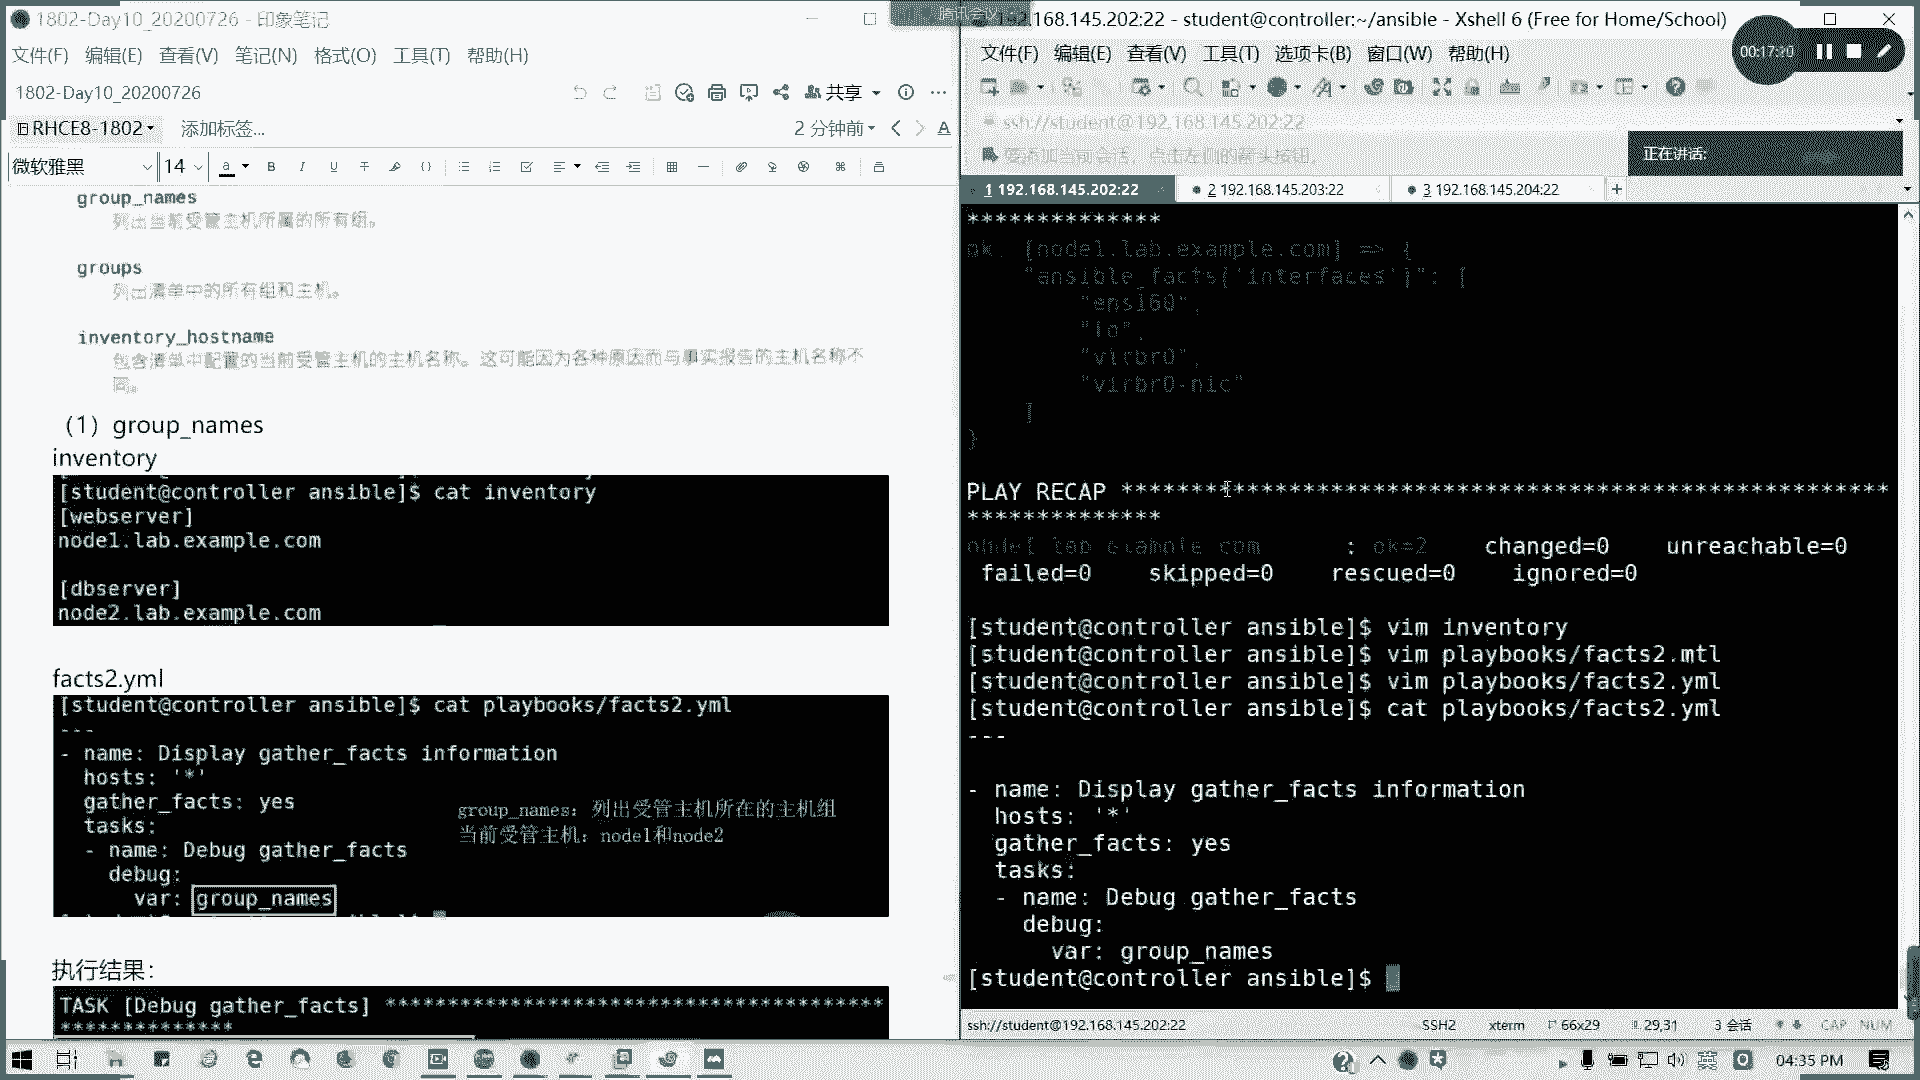 1802-Day10_20200726 - 印象笔记
文件(F) 编辑(E) 查看(V) 笔记(N) 格式(O) 工具(T) 帮助(H)
1802-Day10_20200726
共享
RHCE8-1802
添加标签...
2 分钟前
微软雅黑
14
group_names
列出当前受管主机所属的所有组。
groups
列出清单中的所有组和主机。
inventory_hostname
包含清单中配置的当前受管主机的主机名称。这可能因为各种原因而与事实报告的主机名称不
同。
（1）group_names
inventory
[student@controller ansible]$ cat inventory
[webserver]
node1.lab.example.com
[dbserver]
node2.lab.example.com
facts2.yml
[student@controller ansible]$ cat playbooks/facts2.yml
---
- name: Display gather_facts information
hosts: '*'
gather_facts: yes
tasks:
- name: Debug gather_facts
debug:
var: group_names
group_names：列出受管主机所在的主机组
当前受管主机：node1和node2
执行结果：
TASK [Debug gather_facts] *****************************************
**************
腾讯会议
192.168.145.202:22 - student@controller:~/ansible - Xshell 6 (Free for Home/School)
文件(F) 编辑(E) 查看(V) 工具(T) 选项卡(B) 窗口(W) 帮助(H)
00:17:20
ssh://student@192.168.145.202:22
要添加当前会话，点击左侧的箭头按钮。
正在讲话:
1 192.168.145.202:22
2 192.168.145.203:22
3 192.168.145.204:22
**************
ok: [node1.lab.example.com] => {
"ansible_facts['interfaces']": [
"ens160",
"lo",
"virbr0",
"virbr0-nic"
]
}
PLAY RECAP ********************************************************
**************
node1.lab.example.com : ok=2 changed=0 unreachable=0
failed=0 skipped=0 rescued=0 ignored=0
[student@controller ansible]$ vim inventory
[student@controller ansible]$ vim playbooks/facts2.mtl
[student@controller ansible]$ vim playbooks/facts2.yml
[student@controller ansible]$ cat playbooks/facts2.yml
---
- name: Display gather_facts information
hosts: '*'
gather_facts: yes
tasks:
- name: Debug gather_facts
debug:
var: group_names
[student@controller ansible]$
ssh://student@192.168.145.202:22
SSH2
xterm
66x29
29,31
3 会话
CAP NUM
英
04:35 PM